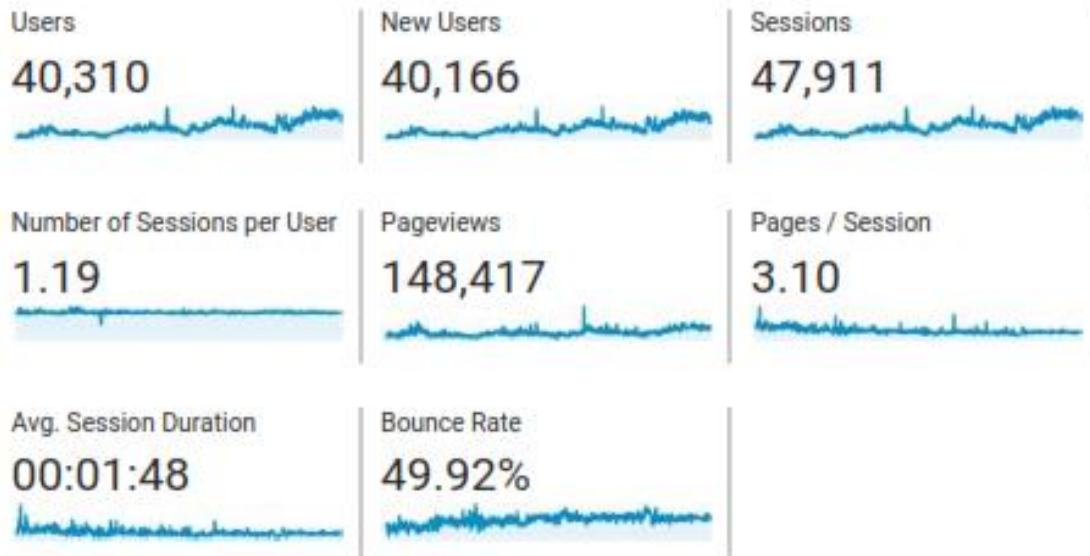 Users
New Users
Sessions
40,310
40,166
47,911
Number of Sessions per User
Pageviews
Pages / Session
1.19
148,417
3.10
Avg. Session Duration
Bounce Rate
00:01:48
49.92%